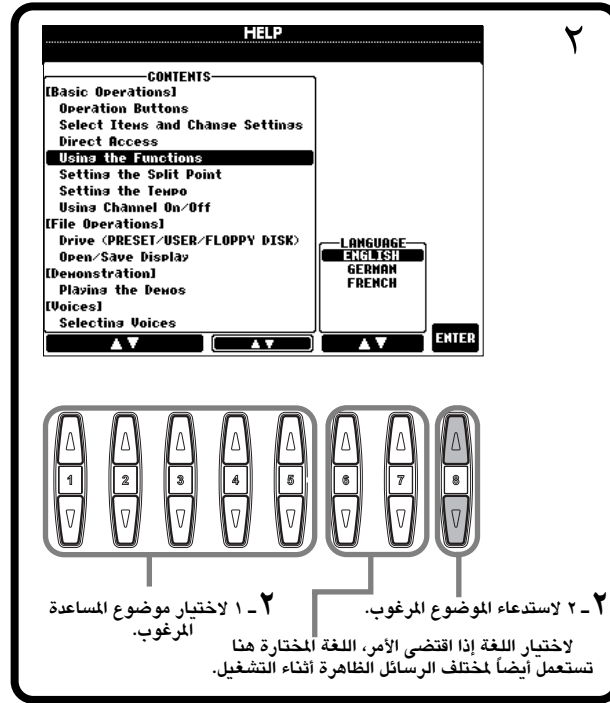 ٢
HELP
CONTENTS
[Basic Operations]
Operation Buttons
Select Items and Change Settings
Direct Access
Using the Functions
Setting the Split Point
Setting the Tempo
Using Channel On/Off
[File Operations]
Drive (PRESET/USER/FLOPPY DISK)
Open/Save Display
[Demonstration]
Playing the Demos
[Voices]
Selecting Voices
LANGUAGE
ENGLISH
GERMAN
FRENCH
▲▼ ▲▼ ▲▼ ENTER
1 2 3 4 5 6 7 8
٢ ـ ١ لاختيار موضوع المساعدة
المرغوب.
٢ ـ ٢ لاستدعاء الموضوع المرغوب.
لاختيار اللغة إذا اقتضى الأمر، اللغة المختارة هنا
تستعمل أيضاً لمختلف الرسائل الظاهرة أثناء التشغيل.